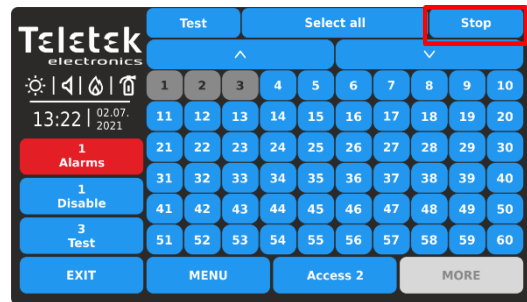 Tεlεtεk
electronics
13:22 | 02.07.
2021
1
Alarms
1
Disable
3
Test
EXIT
Test Select all Stop
1 2 3 4 5 6 7 8 9 10
11 12 13 14 15 16 17 18 19 20
21 22 23 24 25 26 27 28 29 30
31 32 33 34 35 36 37 38 39 40
41 42 43 44 45 46 47 48 49 50
51 52 53 54 55 56 57 58 59 60
MENU Access 2 MORE